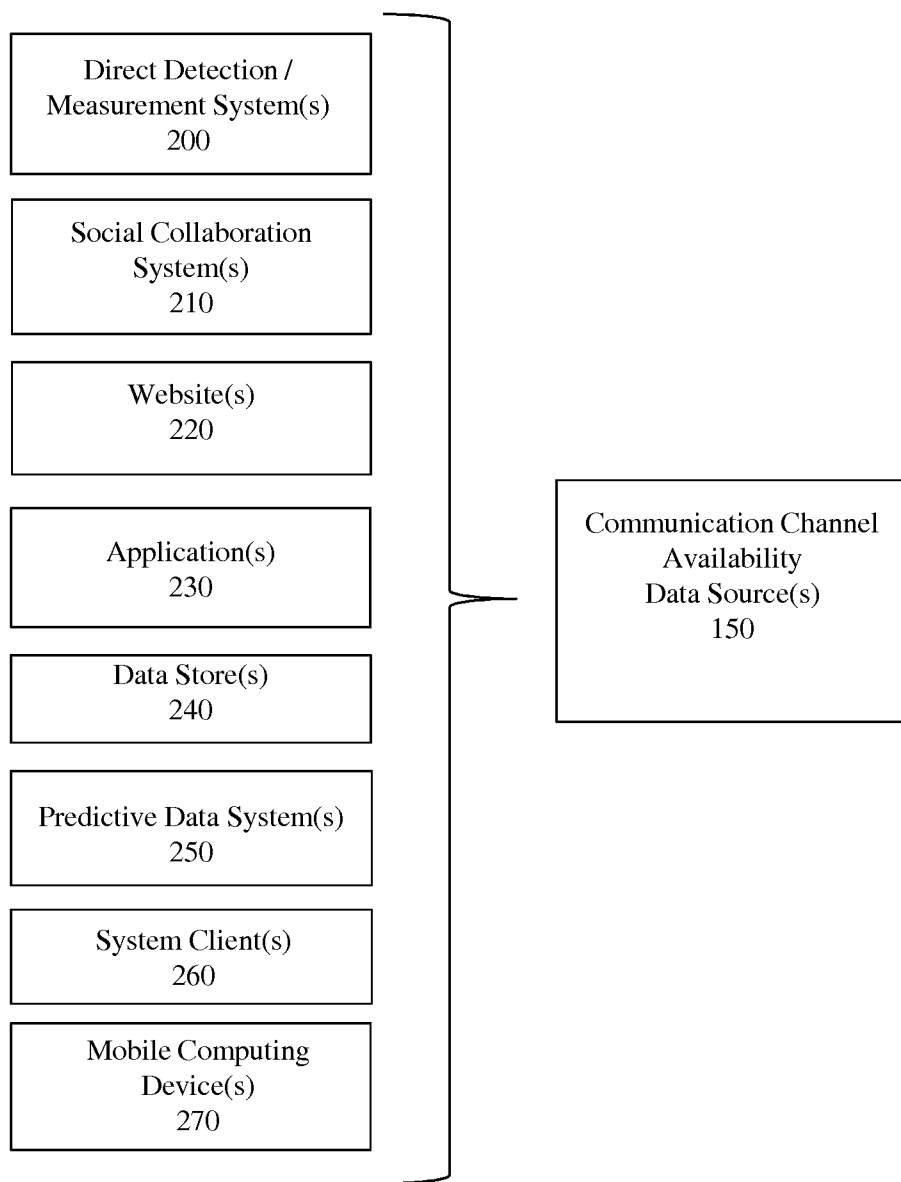 Direct Detection /
Measurement System(s)
200
Social Collaboration
System(s)
210
Website(s)
220
Application(s)
230
Data Store(s)
240
Predictive Data System(s)
250
System Client(s)
260
Mobile Computing
Device(s)
270
Communication Channel
Availability
Data Source(s)
150